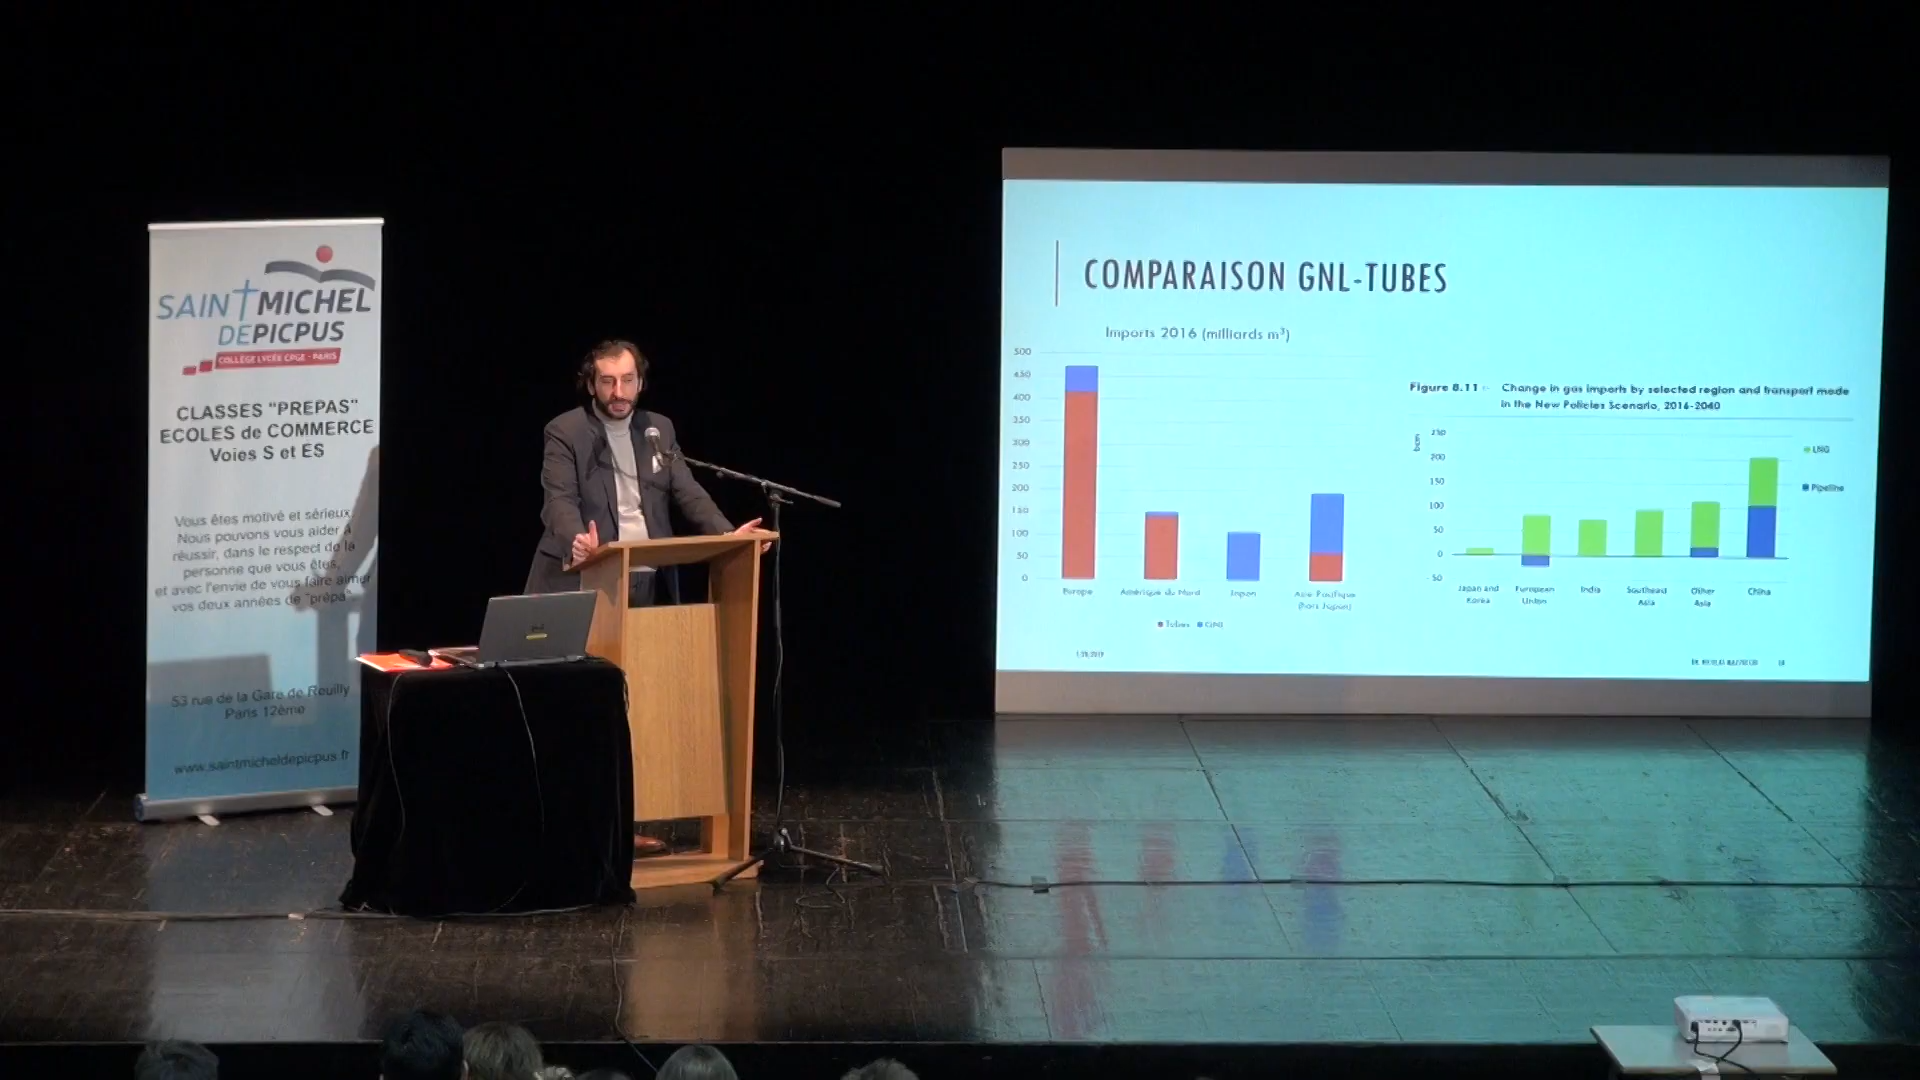 SAINT MICHEL
DEPICPUS
COLLÈGE LYCÉE CPGE - PARIS
CLASSES "PREPAS"
ECOLES de COMMERCE
Voies S et ES
Vous êtes motivé et sérieux,
Nous pouvons vous aider à
réussir, dans le respect de la
personne que vous êtes,
et avec l'envie de vous faire aimer
vos deux années de "prépa".
53 rue de la Gare de Reuilly
Paris 12ème
www.saintmicheldepicpus.fr
COMPARAISON GNL-TUBES
Imports 2016 (milliards m³)
500
450
400
350
300
250
200
150
100
50
0
Europe
Amérique du Nord
Japon
Asie Pacifique
(hors Japon)
Tubes
GNL
Figure 8.11
Change in gas imports by selected region and transport mode
in the New Policies Scenario, 2016-2040
bcm
250
200
150
100
50
0
-50
Japan and
Korea
European
Union
India
Southeast
Asia
Other
Asia
China
LNG
Pipeline